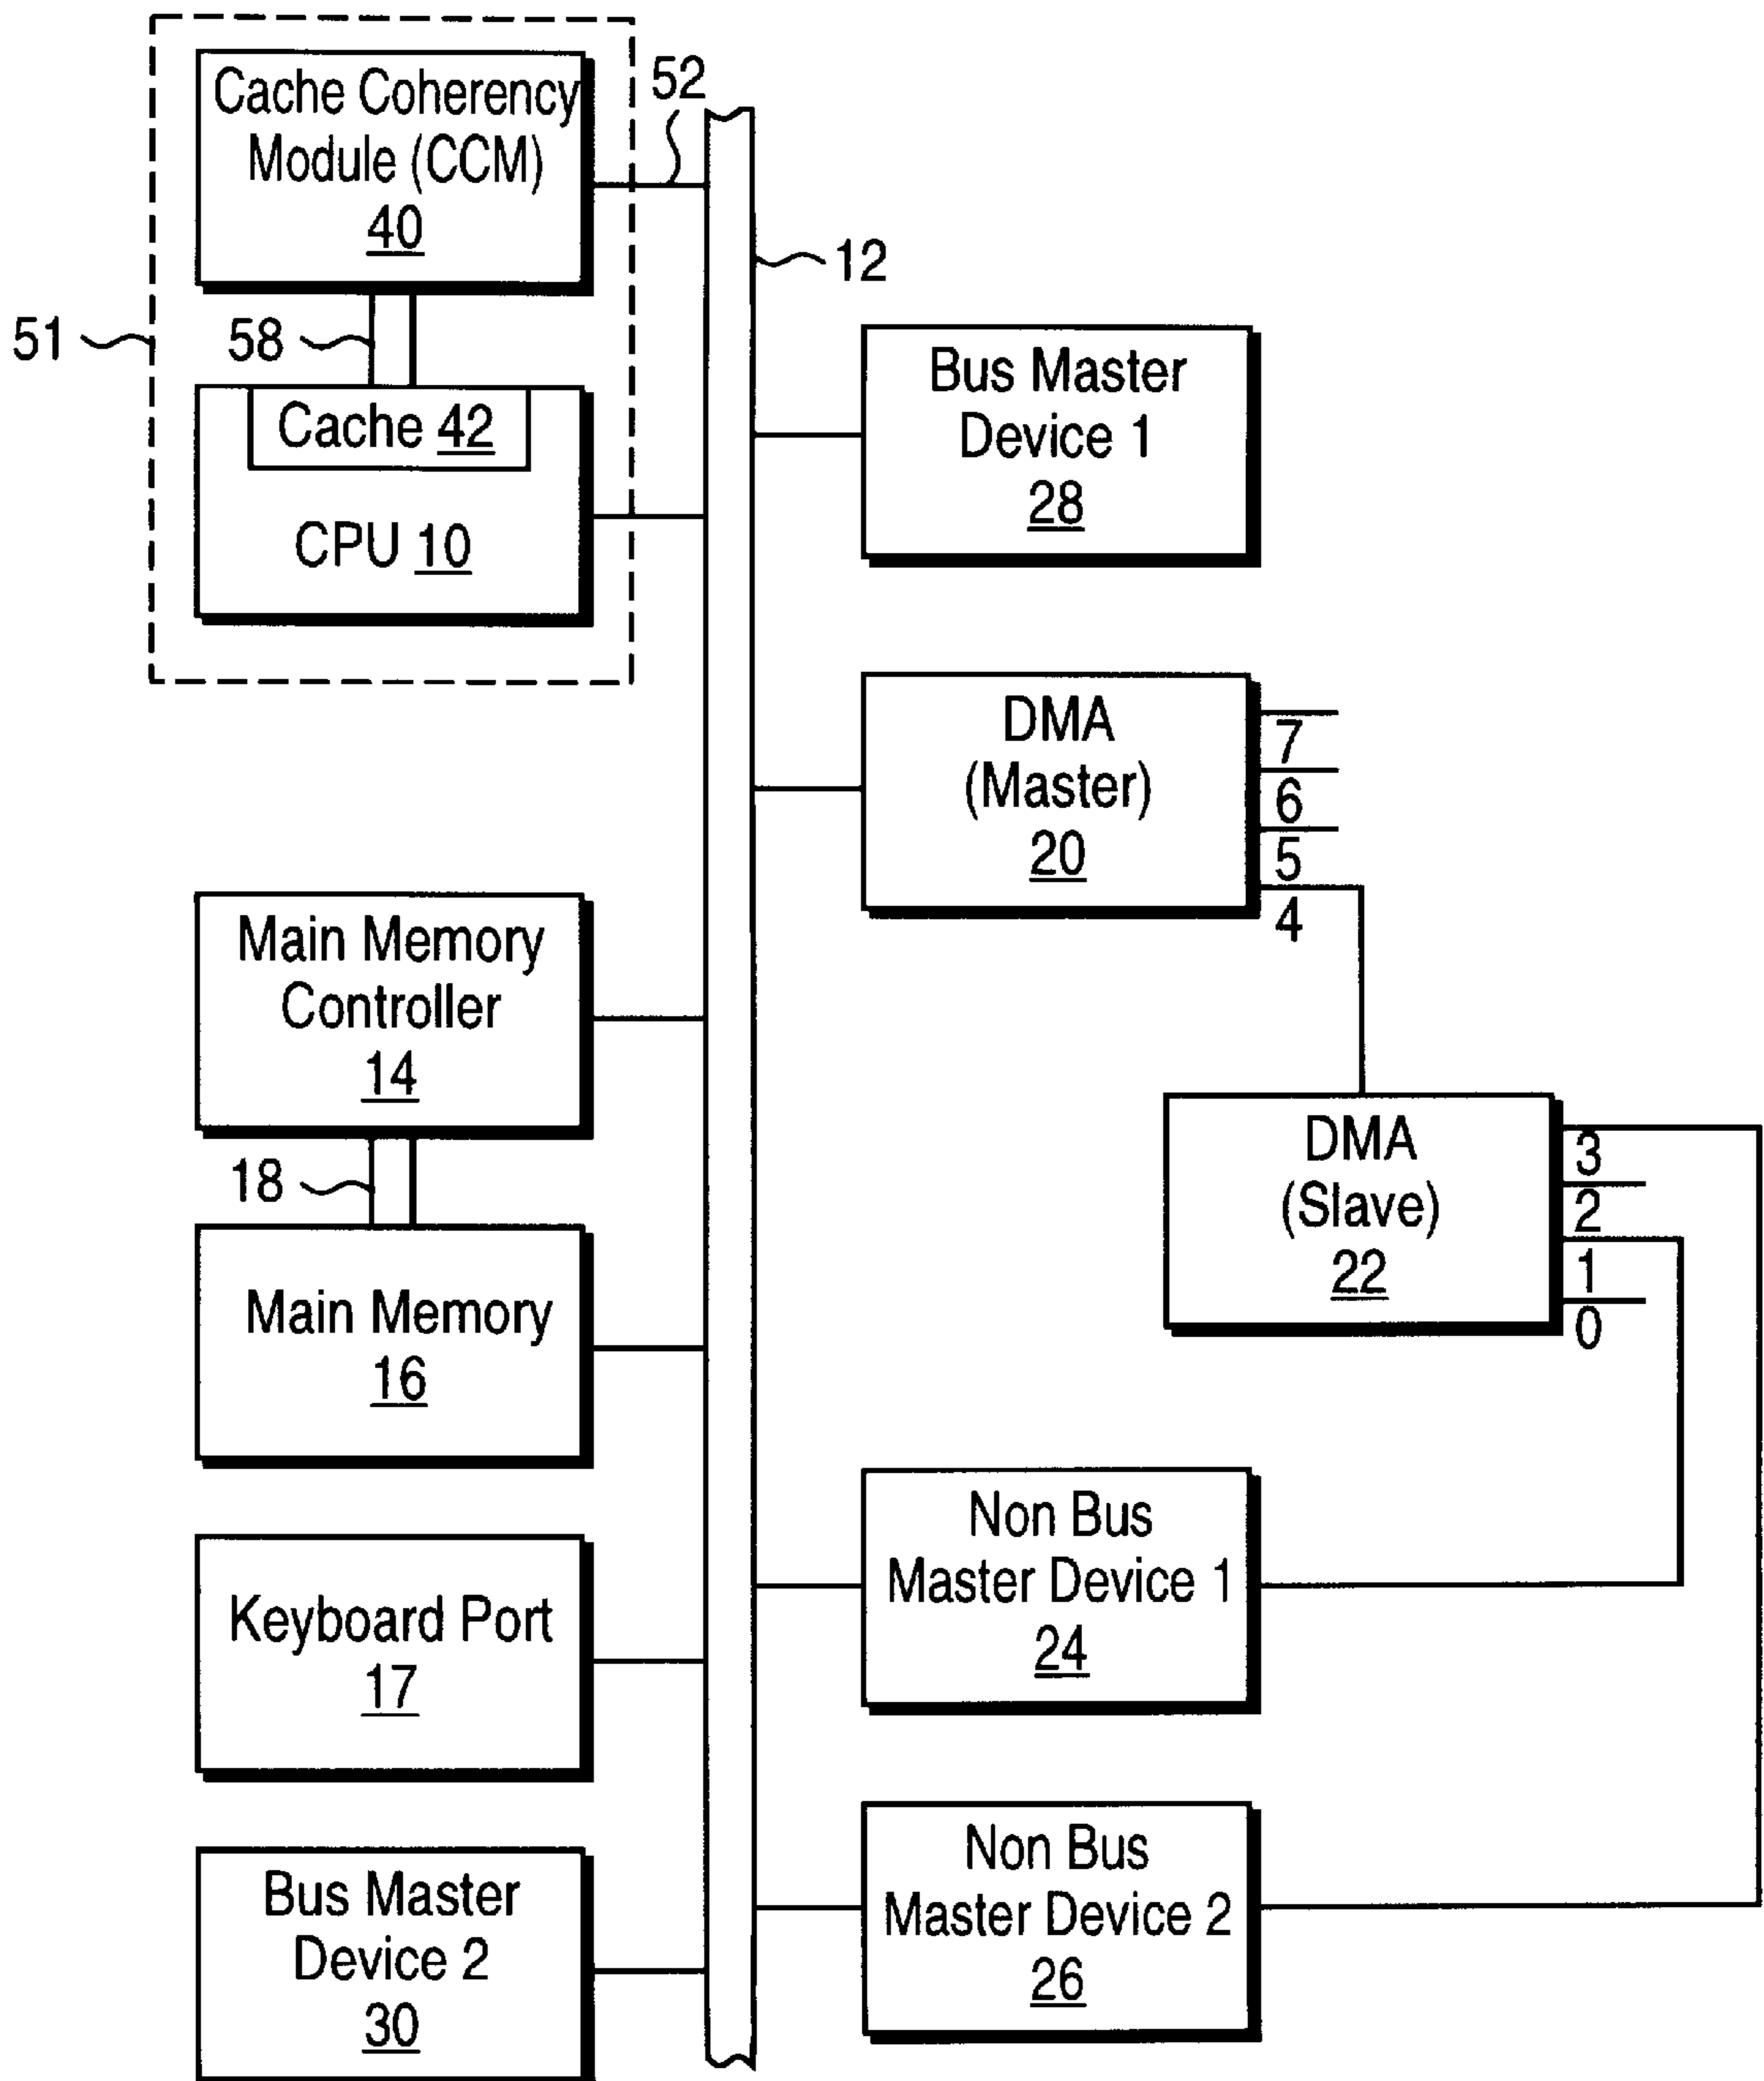 Cache Coherency
Module (CCM)
40
52
12
51
58
Cache 42
CPU 10
Bus Master
Device 1
28
DMA
(Master)
20
7
6
5
4
Main Memory
Controller
14
18
DMA
(Slave)
22
3
2
1
0
Main Memory
16
Non Bus
Master Device 1
24
Keyboard Port
17
Non Bus
Master Device 2
26
Bus Master
Device 2
30